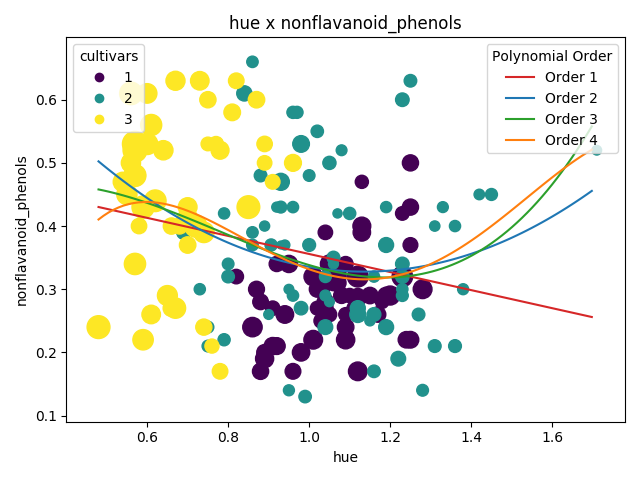 hue x nonflavanoid_phenols
cultivars
1
2
3
Polynomial Order
Order 1
Order 2
Order 3
Order 4
nonflavanoid_phenols
0.6
0.5
0.4
0.3
0.2
0.1
0.6
0.8
1.0
1.2
1.4
1.6
hue